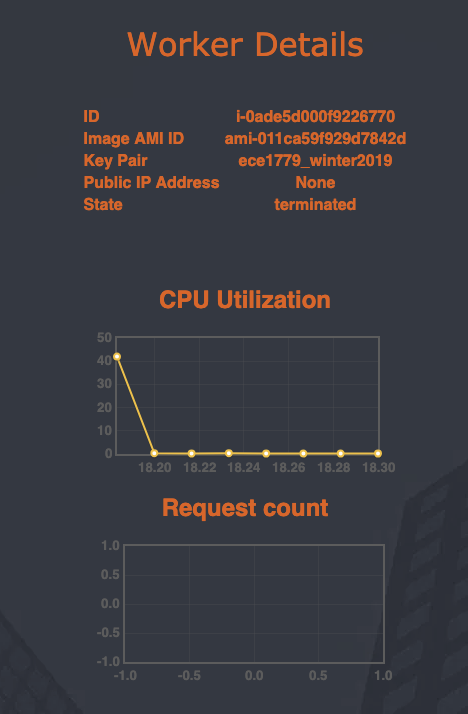 Worker Details
ID i-0ade5d000f9226770
Image AMI ID ami-011ca59f929d7842d
Key Pair ece1779_winter2019
Public IP Address None
State terminated
CPU Utilization
50
40
30
20
10
0
18.20 18.22 18.24 18.26 18.28 18.30
Request count
1.0
0.5
0.0
-0.5
-1.0
-1.0 -0.5 0.0 0.5 1.0